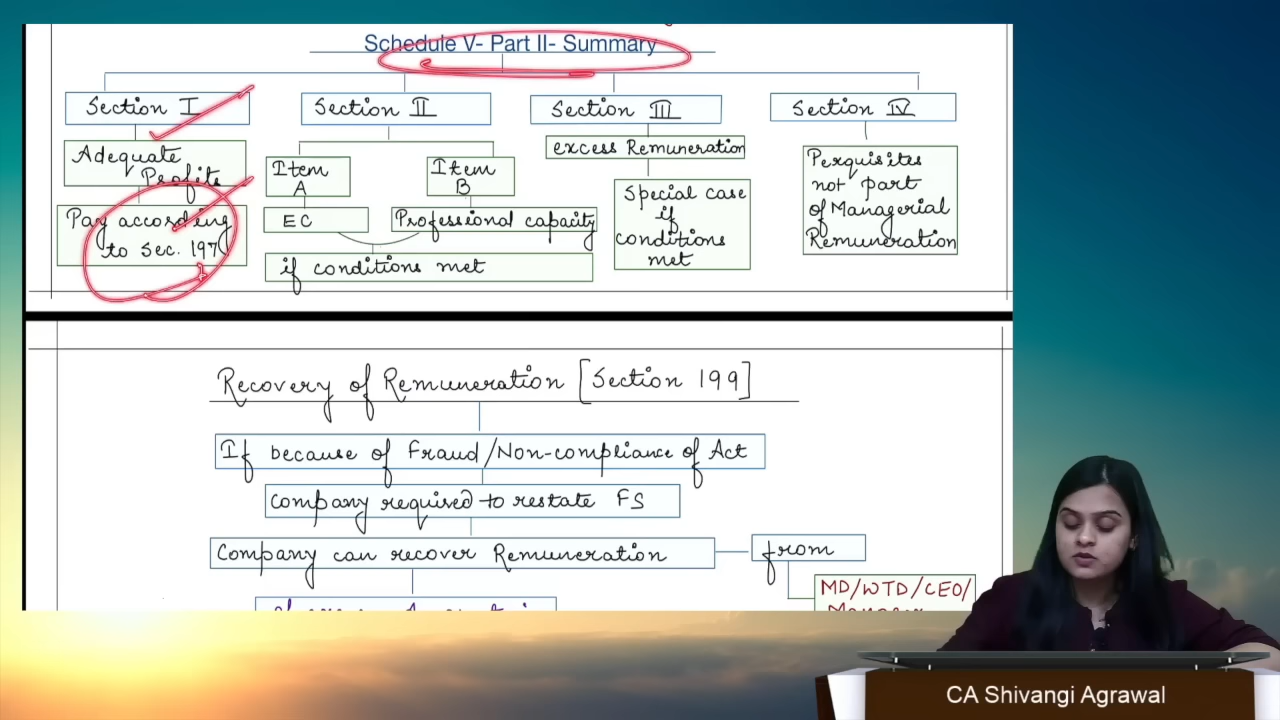 Schedule V- Part II- Summary
Section I
Section II
Section III
Section IV
Adequate
Profits
Pay according
to Sec. 197
Item
A
Item
B
EC
Professional capacity
if conditions met
excess Remuneration
Special case
if
conditions
met
Perquisites
not part
of Managerial
Remuneration
Recovery of Remuneration [Section 199]
If because of Fraud/Non-compliance of Act
Company required to restate FS
Company can recover Remuneration
from
MD/WTD/CEO/
CA Shivangi Agrawal